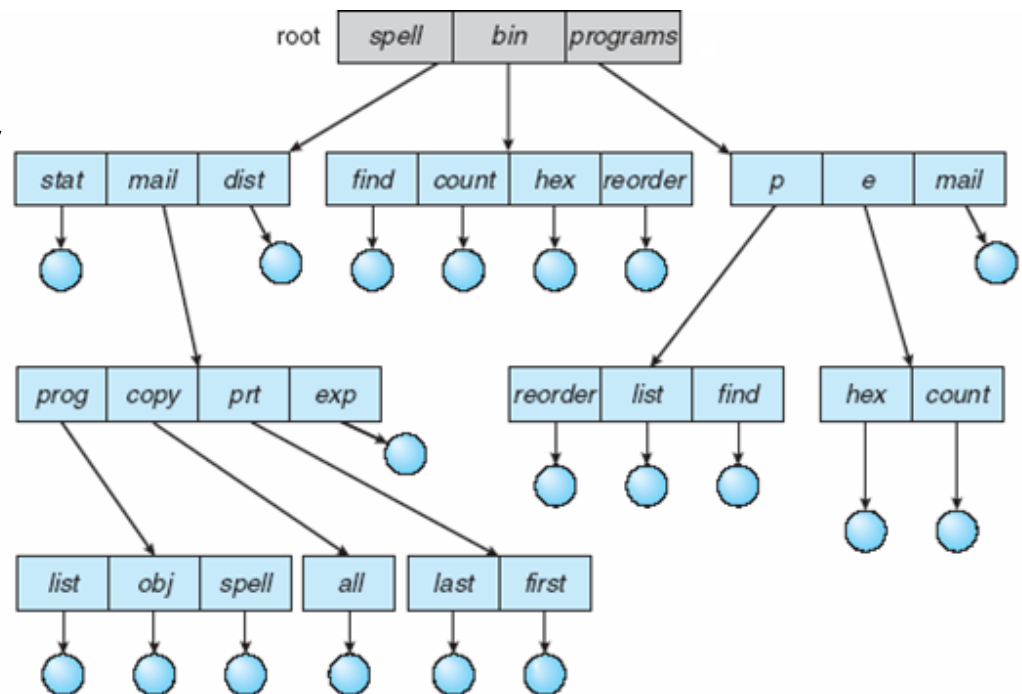 root spell bin programs
stat mail dist find count hex reorder p e mail
prog copy prt exp reorder list find hex count
list obj spell all last first